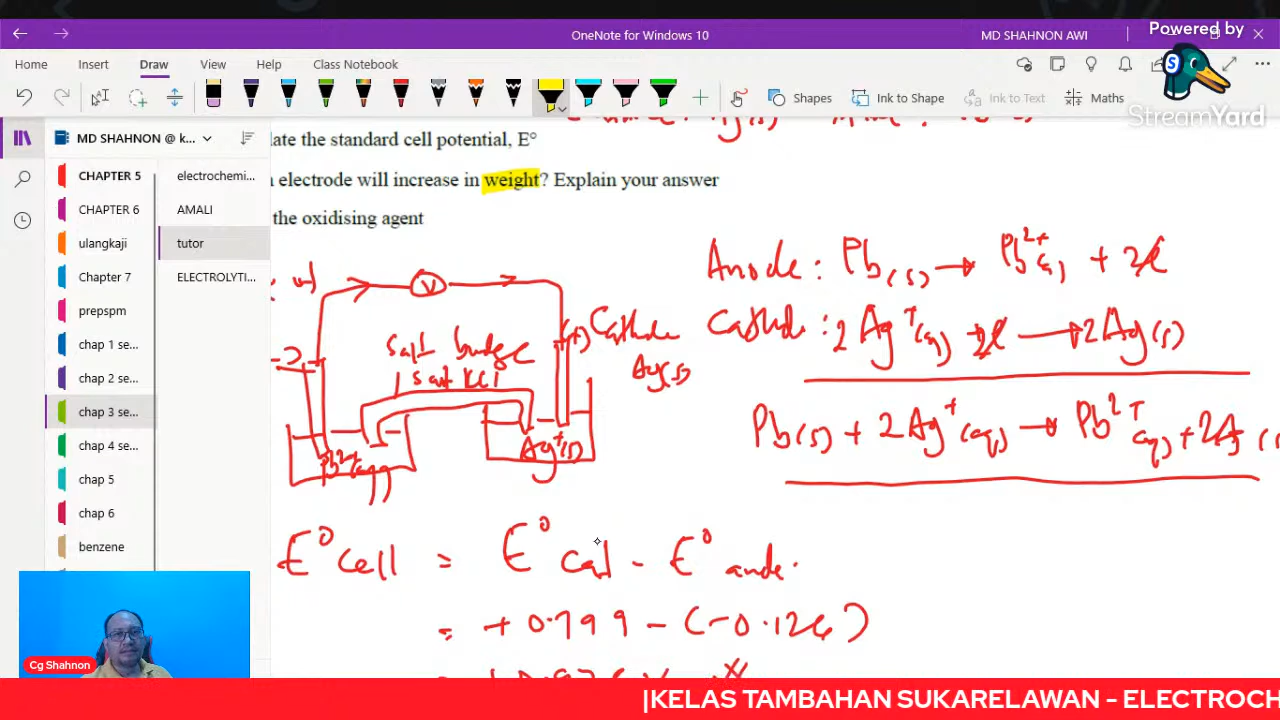 OneNote for Windows 10
MD SHAHNON AWI
Powered by
StreamYard
Home Insert Draw View Help Class Notebook
Shapes Ink to Shape Ink to Text Maths
MD SHAHNON @ k...
CHAPTER 5
CHAPTER 6
ulangkaji
Chapter 7
prepspm
chap 1 se...
chap 2 se...
chap 3 se...
chap 4 se...
chap 5
chap 6
benzene
electrochemi...
AMALI
tutor
ELECTROLYTI...
late the standard cell potential, E°
electrode will increase in weight? Explain your answer
the oxidising agent
Anode: Pb(s) → Pb²⁺(aq) + 2e
Cathode: 2Ag⁺(aq) + 2e → 2Ag(s)
Pb(s) + 2Ag⁺(aq) → Pb²⁺(aq) + 2Ag
V
(+) Cathode
Ag(s)
salt bridge
sat KCl
Pb²⁺(aq)
Ag⁺(s)
E⁰ cell = E⁰ cat - E⁰ anode.
= +0.799 - (-0.126)
Cg Shahnon
|KELAS TAMBAHAN SUKARELAWAN - ELECTROCH